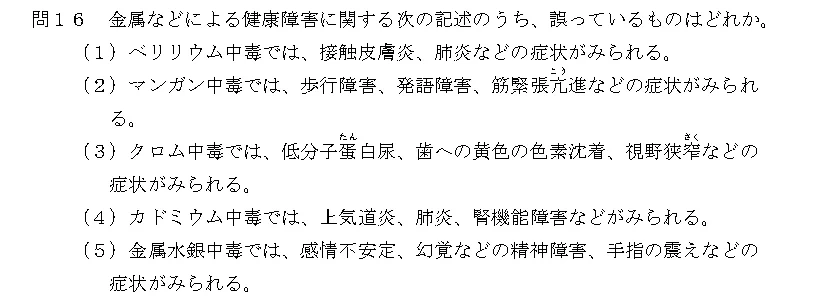 問16　金属などによる健康障害に関する次の記述のうち、誤っているものはどれか。
（1）ベリリウム中毒では、接触皮膚炎、肺炎などの症状がみられる。
（2）マンガン中毒では、歩行障害、発語障害、筋緊張亢進などの症状がみられ
る。
（3）クロム中毒では、低分子蛋白尿、歯への黄色の色素沈着、視野狭窄などの
症状がみられる。
（4）カドミウム中毒では、上気道炎、肺炎、腎機能障害などがみられる。
（5）金属水銀中毒では、感情不安定、幻覚などの精神障害、手指の震えなどの
症状がみられる。